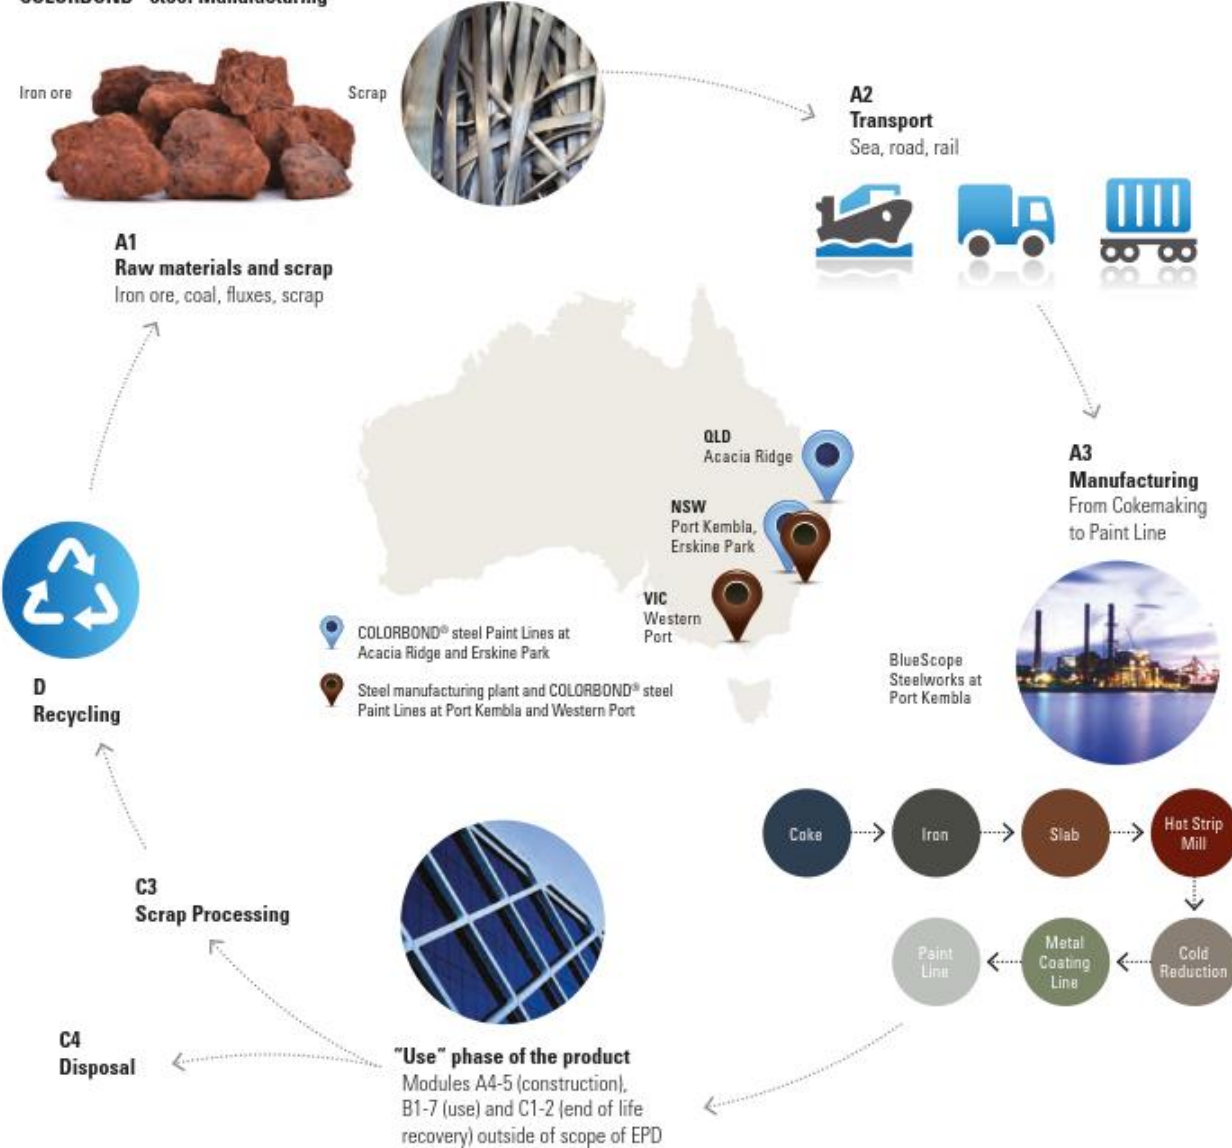 COLORBOND® steel Manufacturing
Iron ore
Scrap
A1
Raw materials and scrap
Iron ore, coal, fluxes, scrap
A2
Transport
Sea, road, rail
A3
Manufacturing
From Cokemaking
to Paint Line
QLD
Acacia Ridge
NSW
Port Kembla,
Erskine Park
VIC
Western
Port
COLORBOND® steel Paint Lines at
Acacia Ridge and Erskine Park
Steel manufacturing plant and COLORBOND® steel
Paint Lines at Port Kembla and Western Port
BlueScope
Steelworks at
Port Kembla
Coke
Iron
Slab
Hot Strip
Mill
Cold
Reduction
Metal
Coating
Line
Paint
Line
"Use" phase of the product
Modules A4-5 (construction),
B1-7 (use) and C1-2 (end of life
recovery) outside of scope of EPD
C4
Disposal
C3
Scrap Processing
D
Recycling